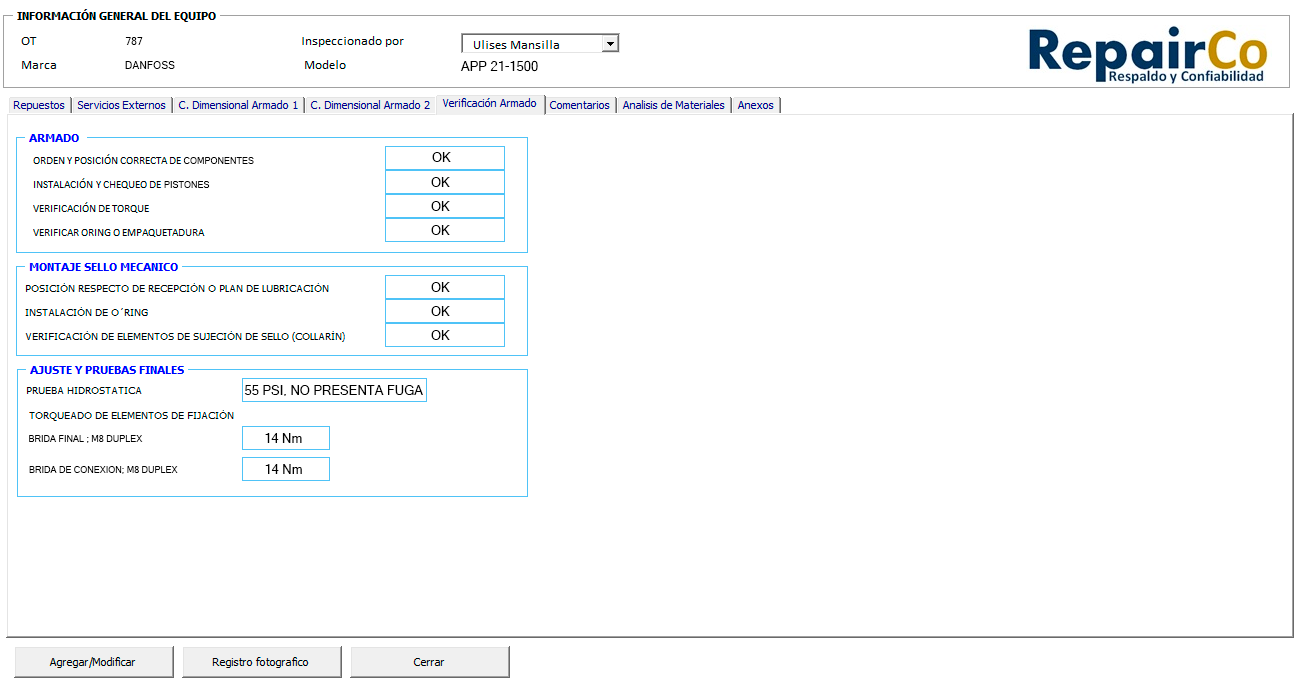 INFORMACIÓN GENERAL DEL EQUIPO
OT 787 Inspeccionado por Ulises Mansilla
Marca DANFOSS Modelo APP 21-1500
RepairCo
Respaldo y Confiabilidad
Repuestos Servicios Externos C. Dimensional Armado 1 C. Dimensional Armado 2 Verificación Armado Comentarios Analisis de Materiales Anexos
ARMADO
ORDEN Y POSICIÓN CORRECTA DE COMPONENTES OK
INSTALACIÓN Y CHEQUEO DE PISTONES OK
VERIFICACIÓN DE TORQUE OK
VERIFICAR ORING O EMPAQUETADURA OK
MONTAJE SELLO MECANICO
POSICIÓN RESPECTO DE RECEPCIÓN O PLAN DE LUBRICACIÓN OK
INSTALACIÓN DE O´RING OK
VERIFICACIÓN DE ELEMENTOS DE SUJECIÓN DE SELLO (COLLARÍN) OK
AJUSTE Y PRUEBAS FINALES
PRUEBA HIDROSTATICA 55 PSI, NO PRESENTA FUGA
TORQUEADO DE ELEMENTOS DE FIJACIÓN
BRIDA FINAL ; M8 DUPLEX 14 Nm
BRIDA DE CONEXION; M8 DUPLEX 14 Nm
Agregar/Modificar Registro fotografico Cerrar